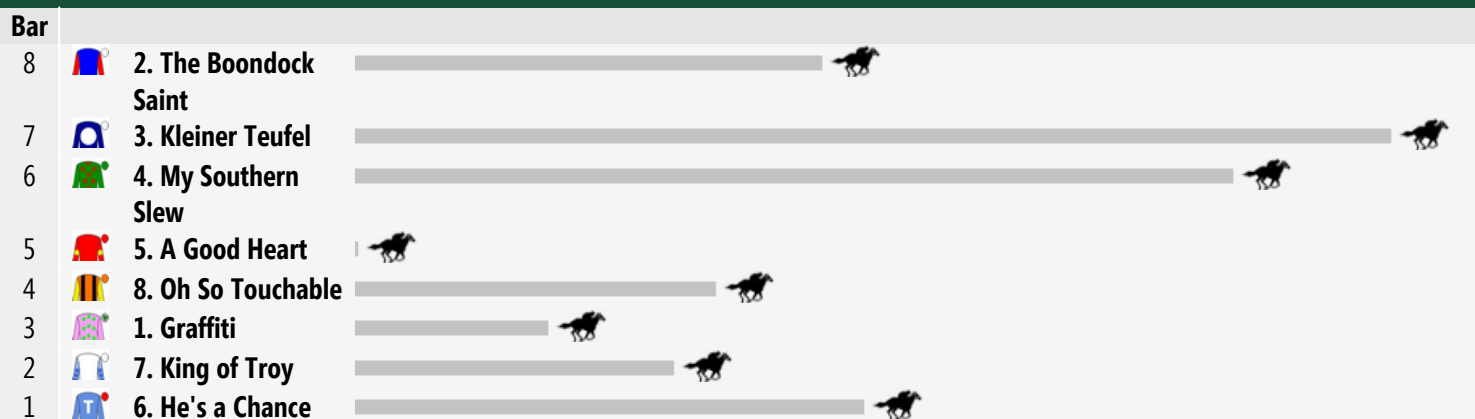 Bar
8 2. The Boondock
Saint
7 3. Kleiner Teufel
6 4. My Southern
Slew
5 5. A Good Heart
4 8. Oh So Touchable
3 1. Graffiti
2 7. King of Troy
1 T 6. He's a Chance